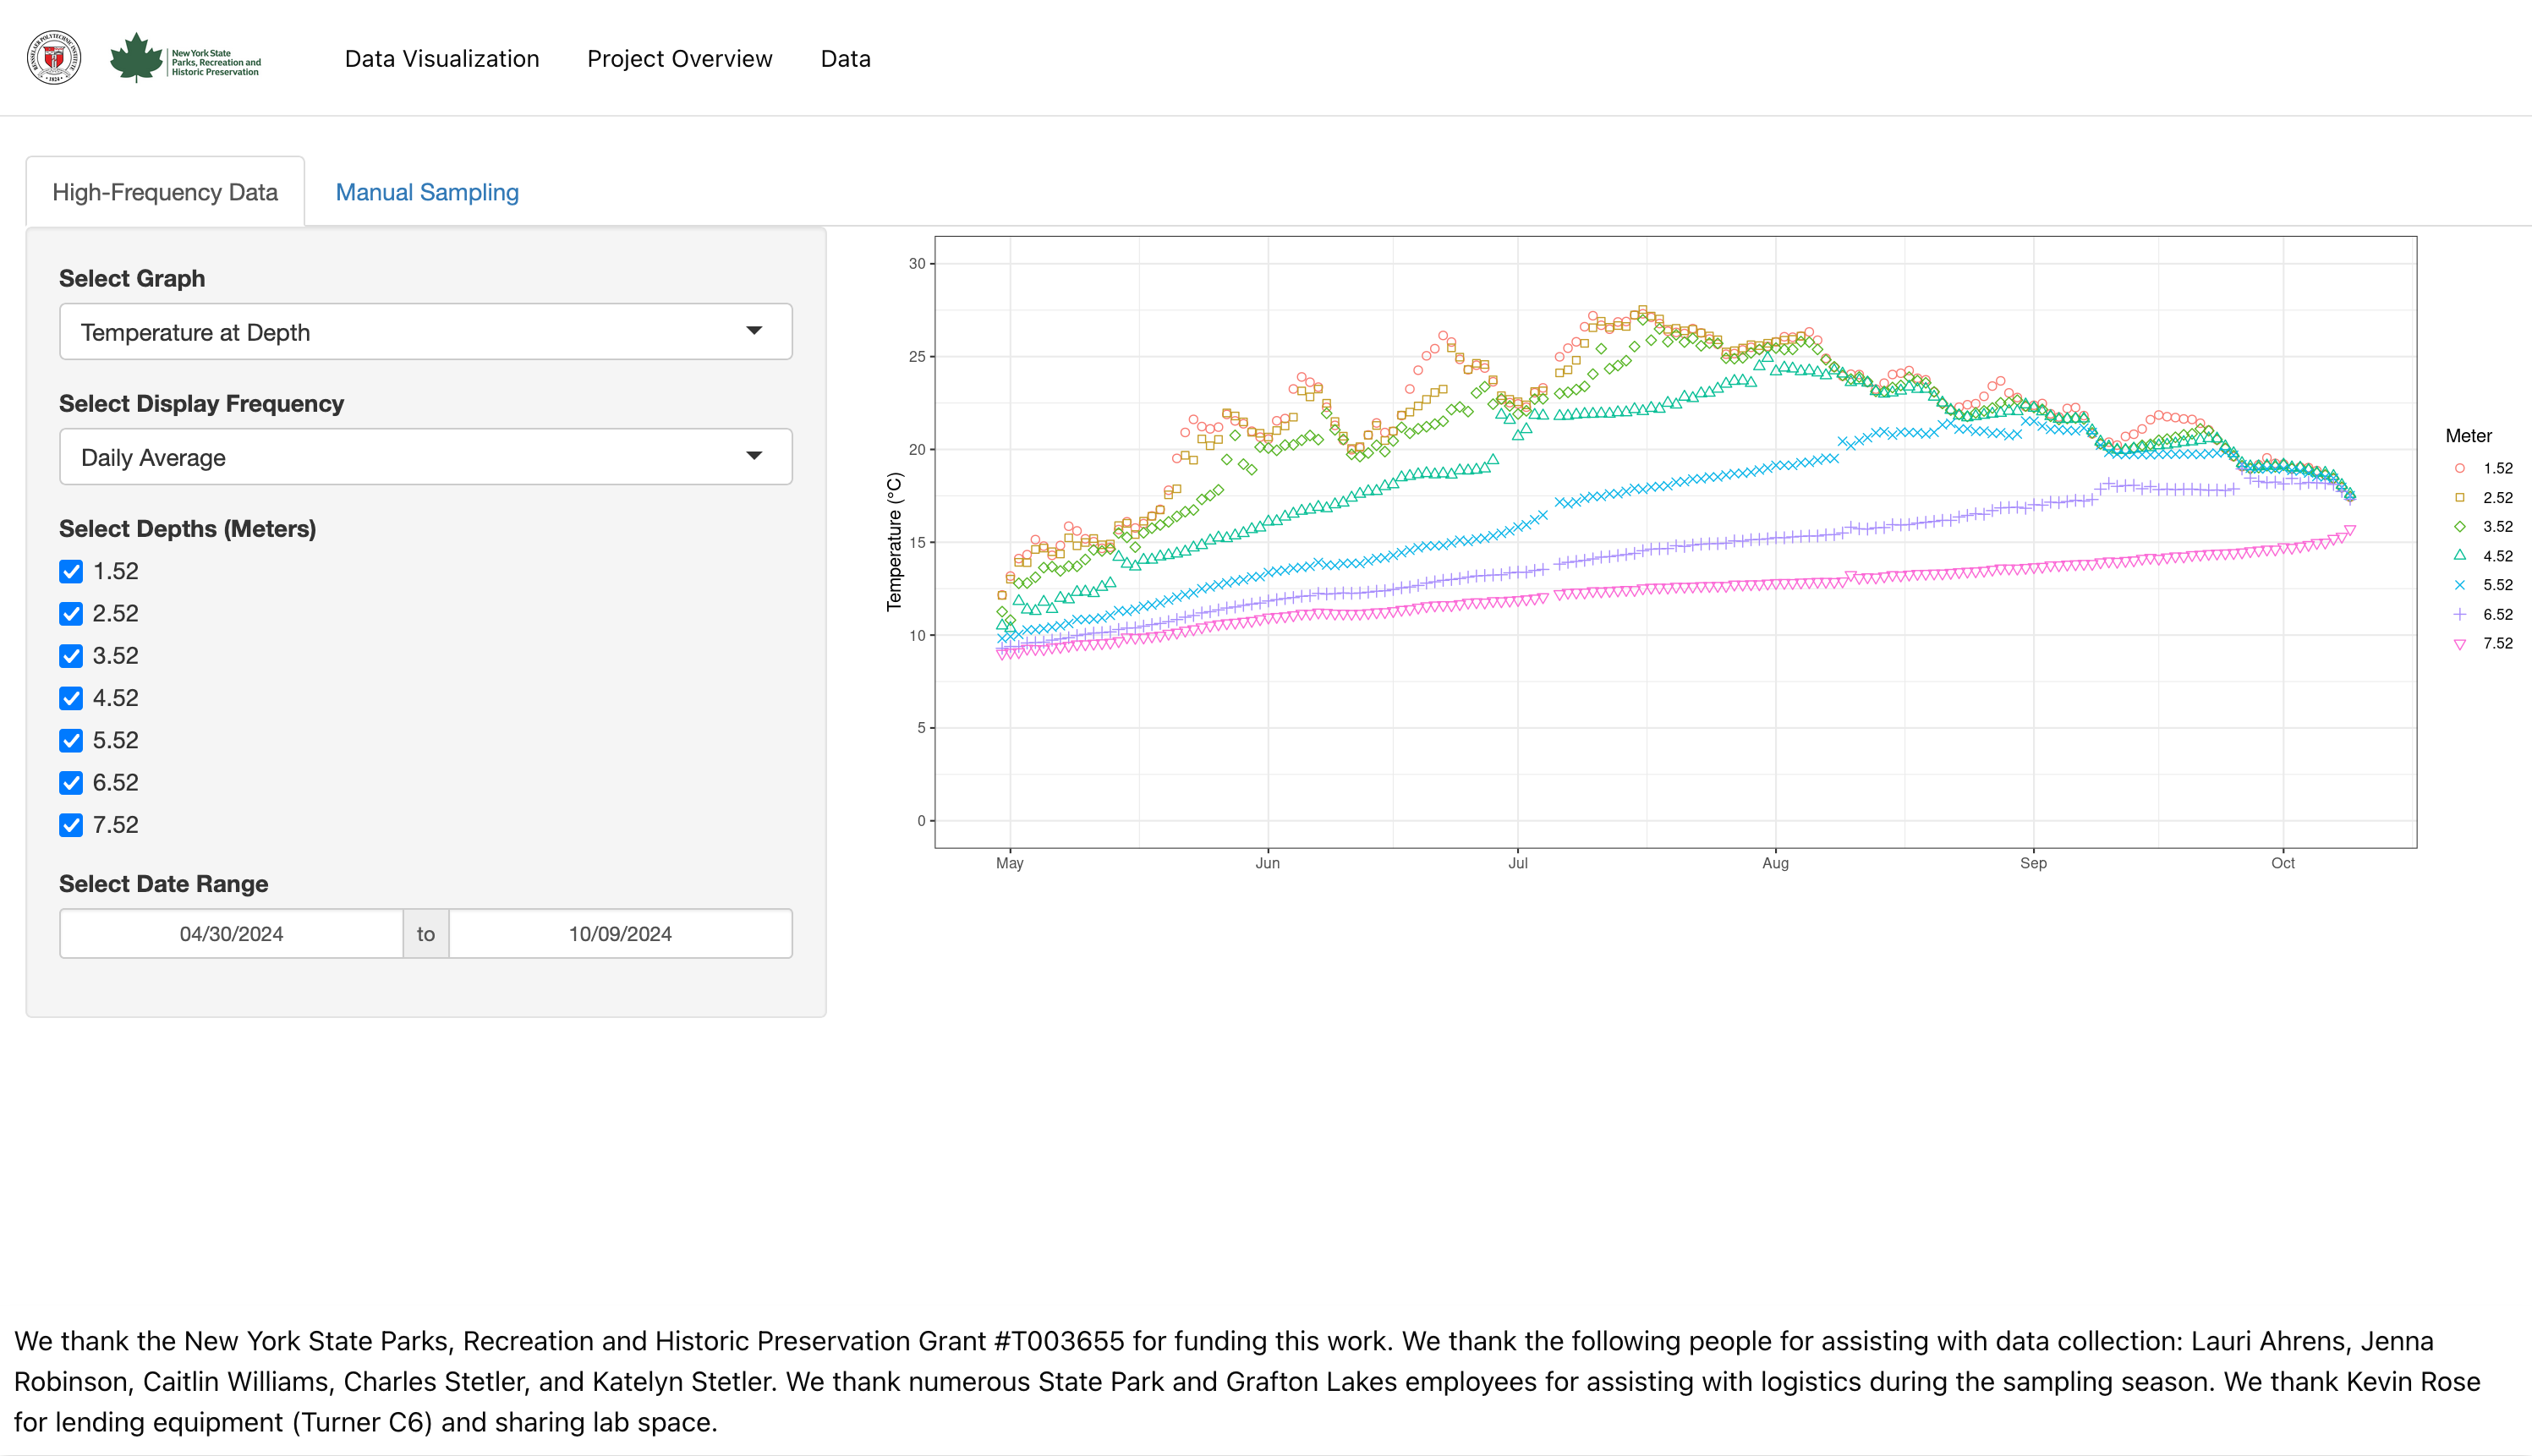 RENSSELAER POLYTECHNIC INSTITUTE
1824
New York State
Parks, Recreation and
Historic Preservation
Data Visualization
Project Overview
Data
High-Frequency Data
Manual Sampling
Select Graph
Temperature at Depth
Select Display Frequency
Daily Average
Select Depths (Meters)
1.52
2.52
3.52
4.52
5.52
6.52
7.52
Select Date Range
04/30/2024
to
10/09/2024
Temperature (°C)
30
25
20
15
10
5
0
May
Jun
Jul
Aug
Sep
Oct
Meter
1.52
2.52
3.52
4.52
5.52
6.52
7.52
We thank the New York State Parks, Recreation and Historic Preservation Grant #T003655 for funding this work. We thank the following people for assisting with data collection: Lauri Ahrens, Jenna
Robinson, Caitlin Williams, Charles Stetler, and Katelyn Stetler. We thank numerous State Park and Grafton Lakes employees for assisting with logistics during the sampling season. We thank Kevin Rose
for lending equipment (Turner C6) and sharing lab space.